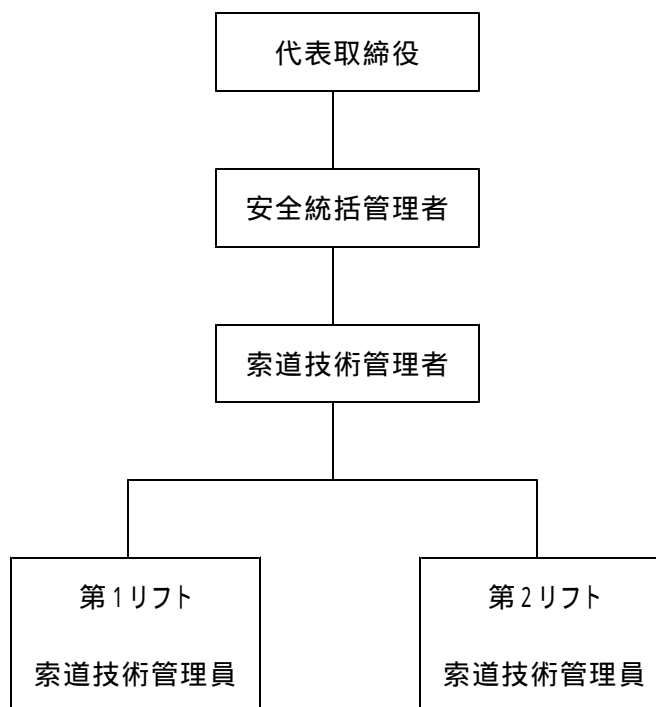 代表取締役
安全統括管理者
索道技術管理者
第1リフト
索道技術管理員
第2リフト
索道技術管理員